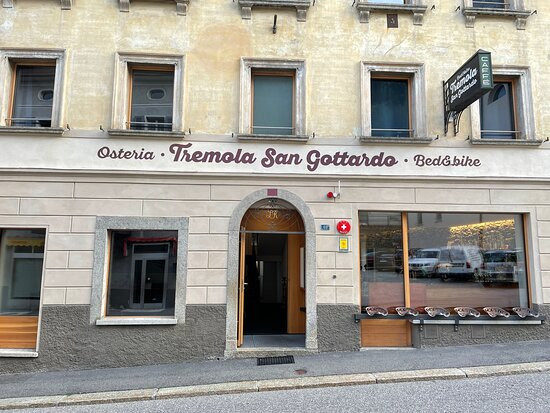 CAFFÈ
Tremola
San Gottardo
Osteria · Tremola San Gottardo · Bed&bike